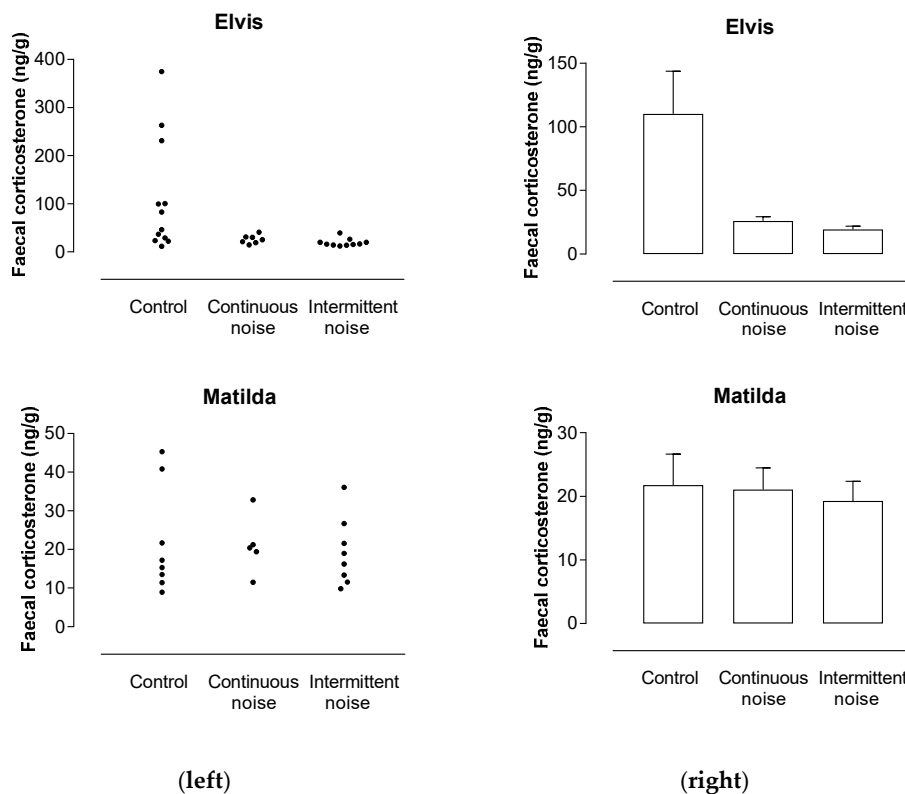 Elvis
Faecal corticosterone (ng/g)
400
300
200
100
0
Control
Continuous
noise
Intermittent
noise
Elvis
Faecal corticosterone (ng/g)
150
100
50
0
Control
Continuous
noise
Intermittent
noise
Matilda
Faecal corticosterone (ng/g)
50
40
30
20
10
0
Control
Continuous
noise
Intermittent
noise
Matilda
Faecal corticosterone (ng/g)
30
20
10
0
Control
Continuous
noise
Intermittent
noise
(left)
(right)